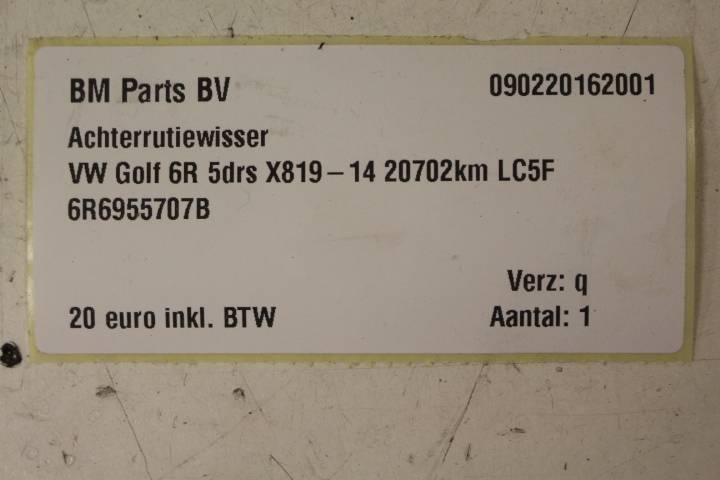 BM Parts BV 090220162001
Achterrutiewisser
VW Golf 6R 5drs X819-14 20702km LC5F
6R6955707B
Verz: q
20 euro inkl. BTW Aantal: 1